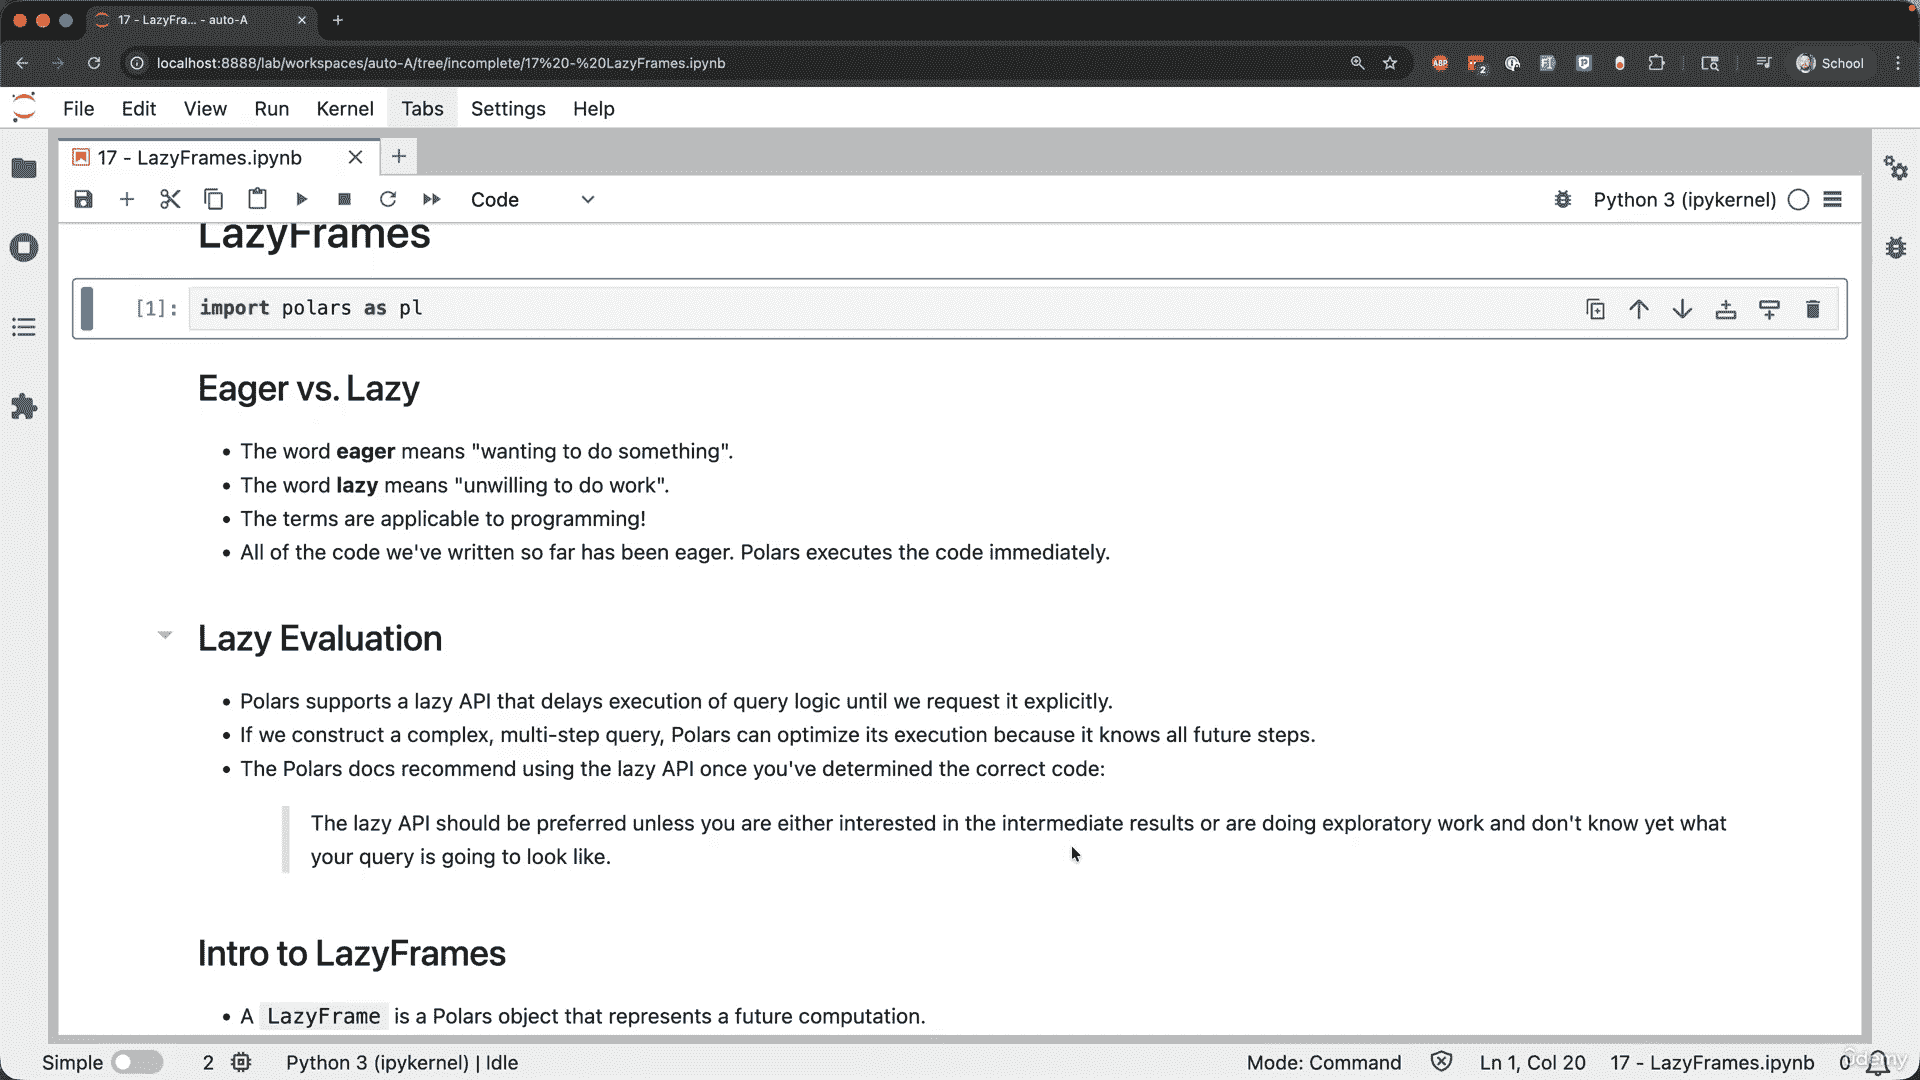 17 - LazyFra... - auto-A
localhost:8888/lab/workspaces/auto-A/tree/incomplete/17%20-%20LazyFrames.ipynb
ABP
2
School
File Edit View Run Kernel Tabs Settings Help
17 - LazyFrames.ipynb
Code
Python 3 (ipykernel)
LazyFrames
[1]: import polars as pl
Eager vs. Lazy
• The word eager means "wanting to do something".
• The word lazy means "unwilling to do work".
• The terms are applicable to programming!
• All of the code we've written so far has been eager. Polars executes the code immediately.
Lazy Evaluation
• Polars supports a lazy API that delays execution of query logic until we request it explicitly.
• If we construct a complex, multi-step query, Polars can optimize its execution because it knows all future steps.
• The Polars docs recommend using the lazy API once you've determined the correct code:
The lazy API should be preferred unless you are either interested in the intermediate results or are doing exploratory work and don't know yet what
your query is going to look like.
Intro to LazyFrames
• A LazyFrame is a Polars object that represents a future computation.
Simple 2 Python 3 (ipykernel) | Idle Mode: Command Ln 1, Col 20 17 - LazyFrames.ipynb 0
udemy